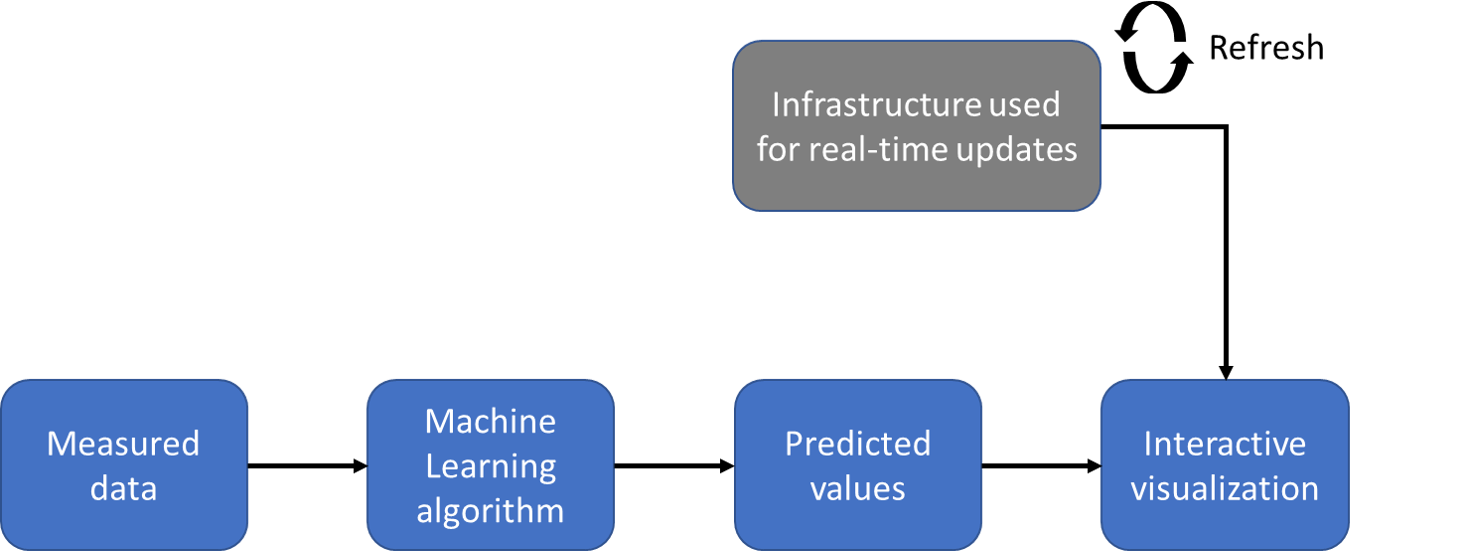 Refresh
Infrastructure used
for real-time updates
Measured
data
Machine
Learning
algorithm
Predicted
values
Interactive
visualization